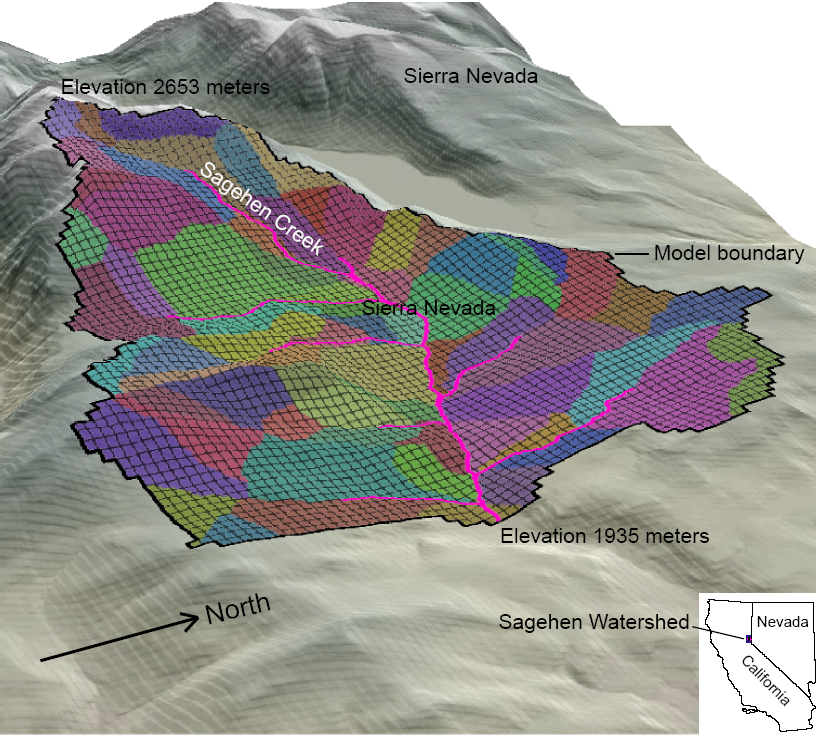 Sierra Nevada
Elevation 2653 meters
Sagehen Creek
Model boundary
Sierra Nevada
Elevation 1935 meters
North
Sagehen Watershed
Nevada
California